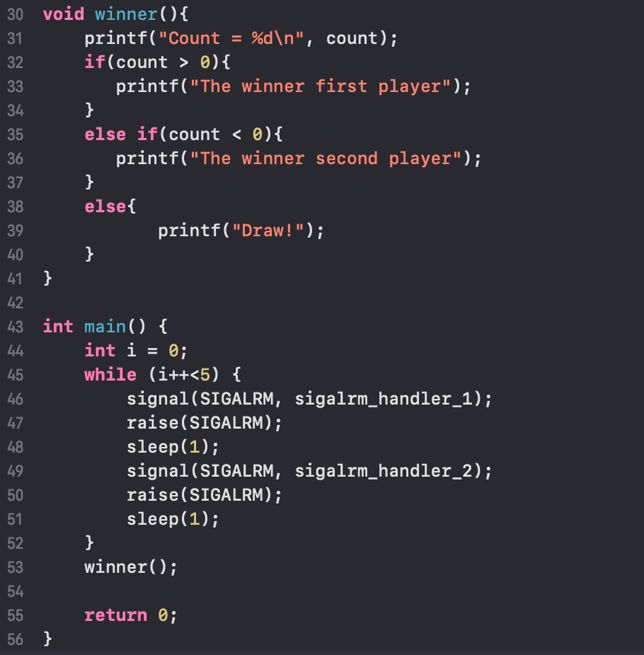 30 void winner(){
31     printf("Count = %d\n", count);
32     if(count > 0){
33        printf("The winner first player");
34     }
35     else if(count < 0){
36        printf("The winner second player");
37     }
38     else{
39            printf("Draw!");
40     }
41 }
42
43 int main() {
44     int i = 0;
45     while (i++<5) {
46         signal(SIGALRM, sigalrm_handler_1);
47         raise(SIGALRM);
48         sleep(1);
49         signal(SIGALRM, sigalrm_handler_2);
50         raise(SIGALRM);
51         sleep(1);
52     }
53     winner();
54
55     return 0;
56 }